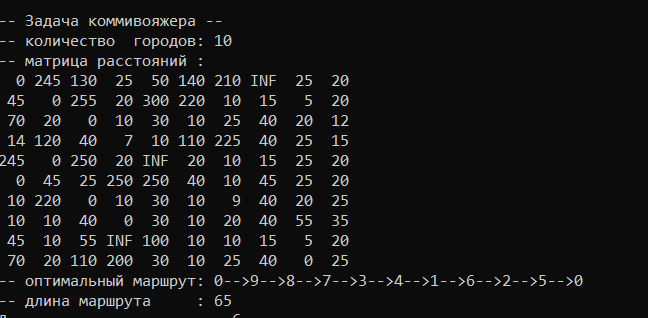 -- Задача коммивояжера --
-- количество  городов: 10
-- матрица расстояний :
0 245 130  25  50 140 210 INF  25  20
45   0 255  20 300 220  10  15   5  20
70  20   0  10  30  10  25  40  20  12
14 120  40   7  10 110 225  40  25  15
245   0 250  20 INF  20  10  15  25  20
0  45  25 250 250  40  10  45  25  20
10 220   0  10  30  10   9  40  20  25
10  10  40   0  30  10  20  40  55  35
45  10  55 INF 100  10  10  15   5  20
70  20 110 200  30  10  25  40   0  25
-- оптимальный маршрут: 0-->9-->8-->7-->3-->4-->1-->6-->2-->5-->0
-- длина маршрута     : 65